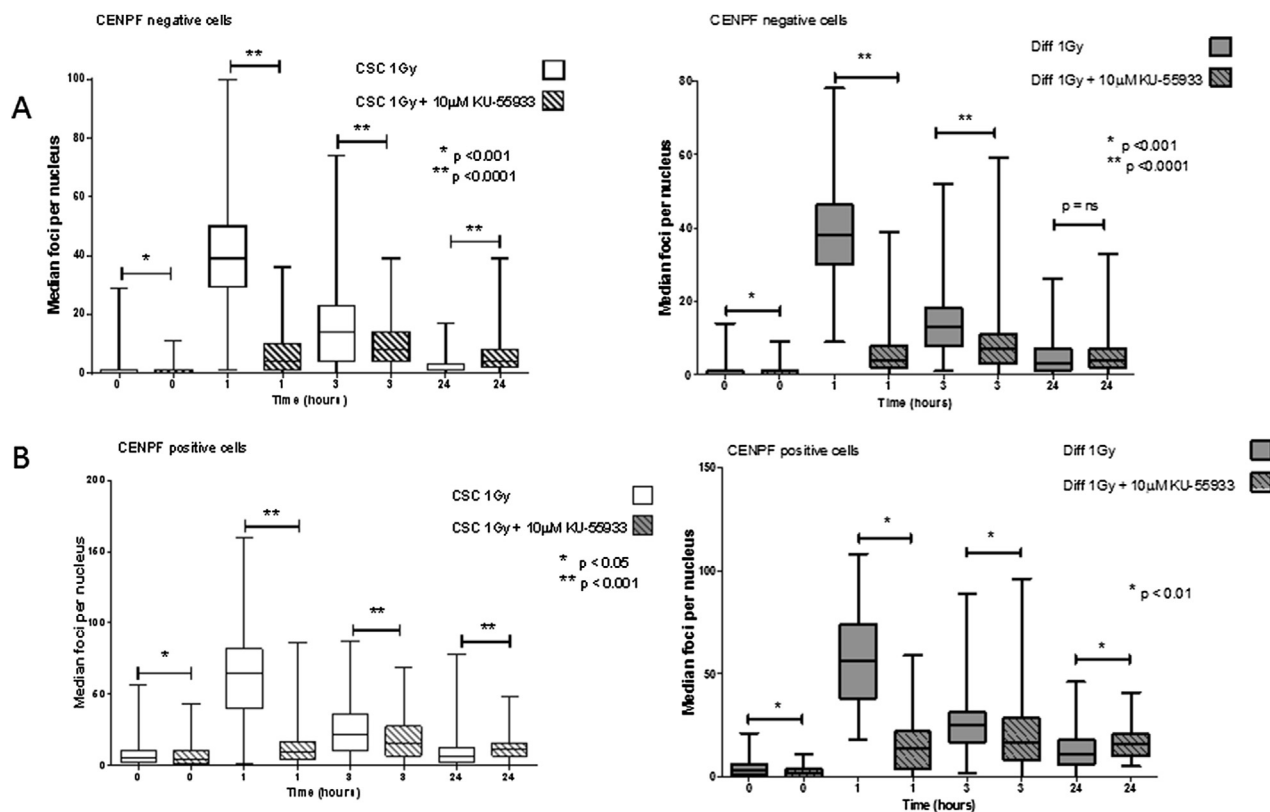 A
CENPF negative cells
CSC 1Gy
CSC 1Gy + 10µM KU-55933
* p <0.001
** p <0.0001
Median foci per nucleus
100
80
60
40
20
0
* ** ** **
0 0 1 1 3 3 24 24
Time (hours)
CENPF negative cells
Diff 1Gy
Diff 1Gy + 10µM KU-55933
* p <0.001
** p <0.0001
Median foci per nucleus
80
60
40
20
0
* ** ** p = ns
0 0 1 1 3 3 24 24
Time (hours)
B
CENPF positive cells
CSC 1Gy
CSC 1Gy + 10µM KU-55933
* p < 0.05
** p < 0.001
Median foci per nucleus
200
160
0
* ** ** **
0 0 1 1 3 3 24 24
Time (hours)
CENPF positive cells
Diff 1Gy
Diff 1Gy + 10µM KU-55933
* p < 0.01
Median foci per nucleus
150
100
50
0
* * * *
0 0 1 1 3 3 24 24
Time (hours)